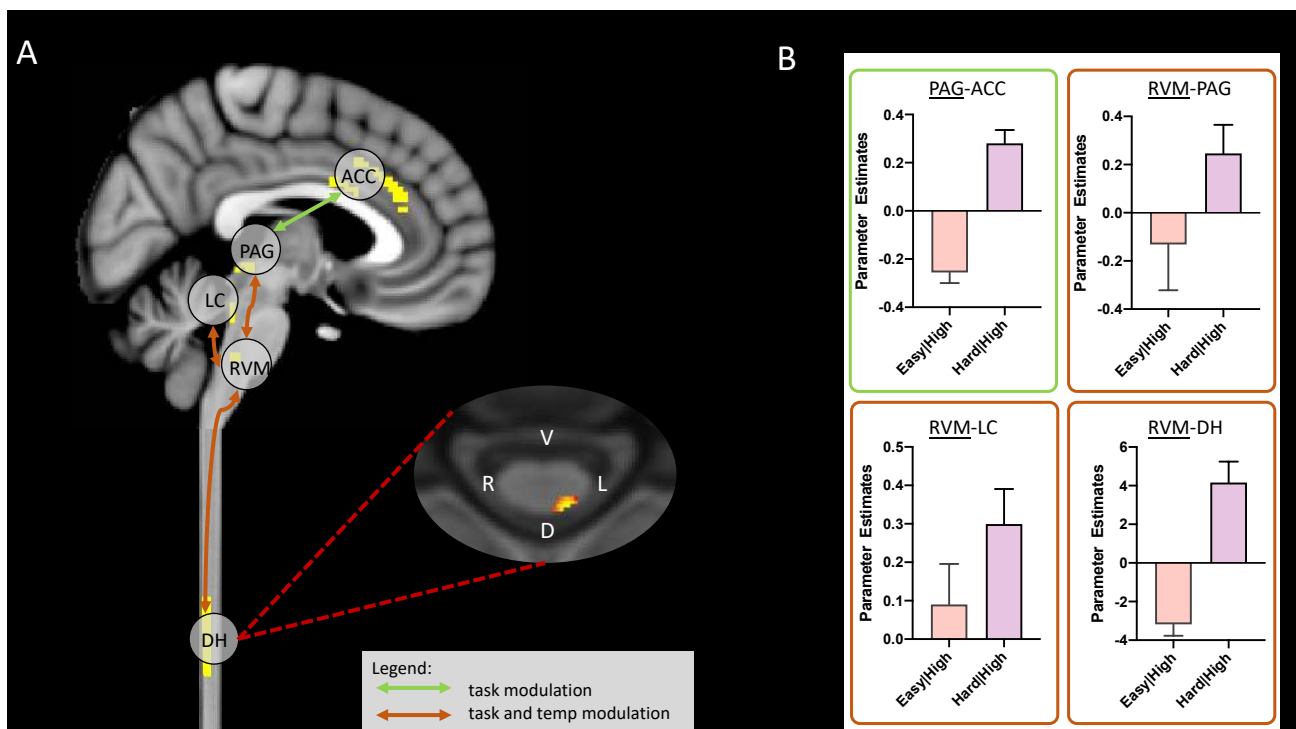 A
ACC
PAG
LC
RVM
DH
V
R
L
D
Legend:
task modulation
task and temp modulation
B
PAG-ACC
Parameter Estimates
0.4
0.2
0.0
-0.2
-0.4
Easy|High
Hard|High
RVM-PAG
Parameter Estimates
0.4
0.2
0.0
-0.2
-0.4
Easy|High
Hard|High
RVM-LC
Parameter Estimates
0.5
0.4
0.3
0.2
0.1
0.0
Easy|High
Hard|High
RVM-DH
Parameter Estimates
6
4
2
0
-2
-4
Easy|High
Hard|High